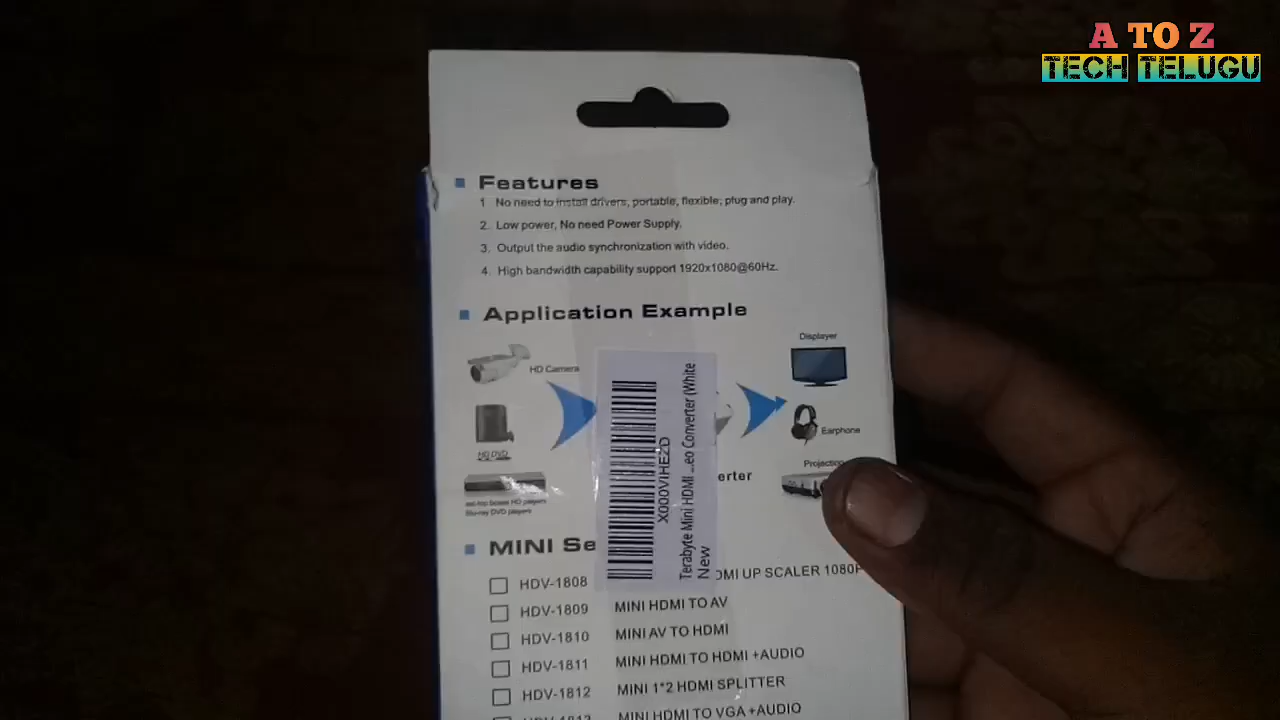 A TO Z
TECH TELUGU
Features
1 No need to install drivers, portable, flexible, plug and play.
2. Low power, No need Power Supply.
3. Output the audio synchronization with video.
4. High bandwidth capability support 1920x1080@60Hz.
Application Example
Displayer
HD Camera
Earphone
HD DVD
Projection
erter
set-top boxes HD players
Blu-ray DVD players
X000VIHE2D
Terabyte Mini HDMI ...eo Converter (White
New
MINI Se
HDV-1808 DMI UP SCALER 1080P
HDV-1809 MINI HDMI TO AV
HDV-1810 MINI AV TO HDMI
HDV-1811 MINI HDMI TO HDMI +AUDIO
HDV-1812 MINI 1*2 HDMI SPLITTER
HDV-1813 MINI HDMI TO VGA +AUDIO